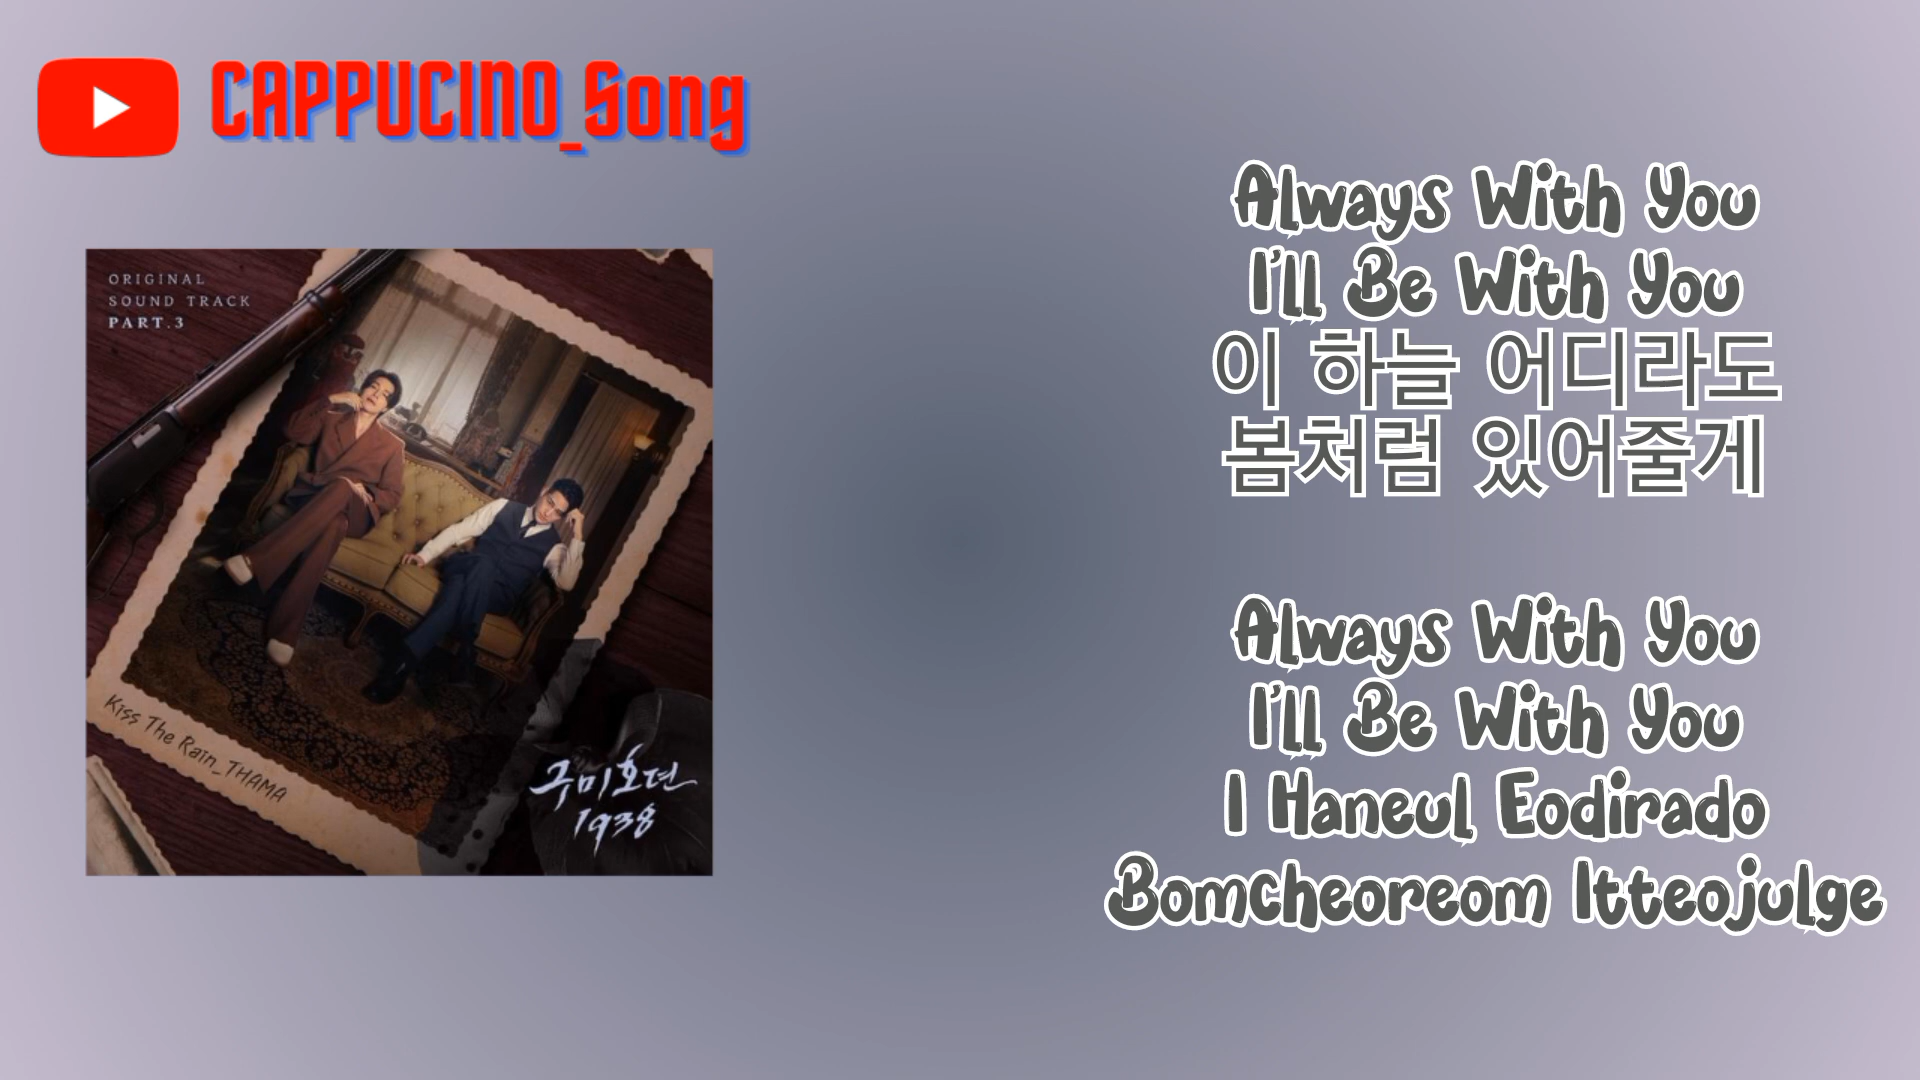 CAPPUCINO_Song
ORIGINAL
SOUND TRACK
PART.3
Kiss The Rain_THAMA
구미호뎐
1938
Always With You
I'll Be With You
이 하늘 어디라도
봄처럼 있어줄게
Always With You
I'll Be With You
I Haneul Eodirado
Bomcheoreom Itteojulge